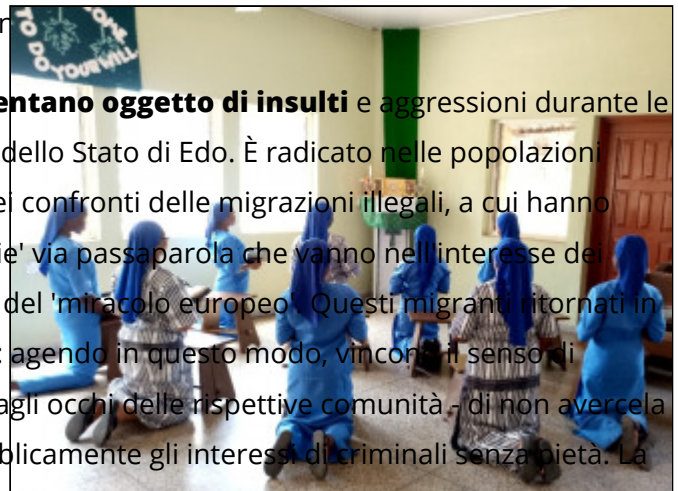 TO DO
YOUR WILL
entano oggetto di insulti e aggressioni durante le
dello Stato di Edo. È radicato nelle popolazioni
ei confronti delle migrazioni illegali, a cui hanno
ie' via passaparola che vanno nell'interesse dei
del 'miracolo europeo'. Questi migranti ritornati in
: agendo in questo modo, vincono il senso di
agli occhi delle rispettive comunità - di non avercela
blicamente gli interessi di criminali senza pietà. La